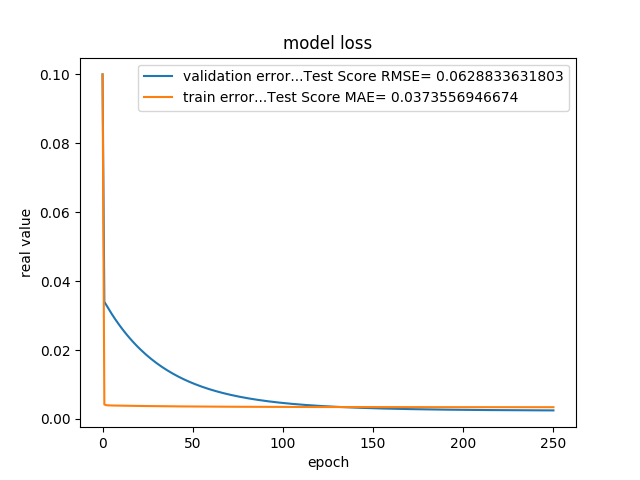 model loss
validation error...Test Score RMSE= 0.0628833631803
train error...Test Score MAE= 0.0373556946674
0.10
0.08
0.06
0.04
0.02
0.00
real value
0 50 100 150 200 250
epoch